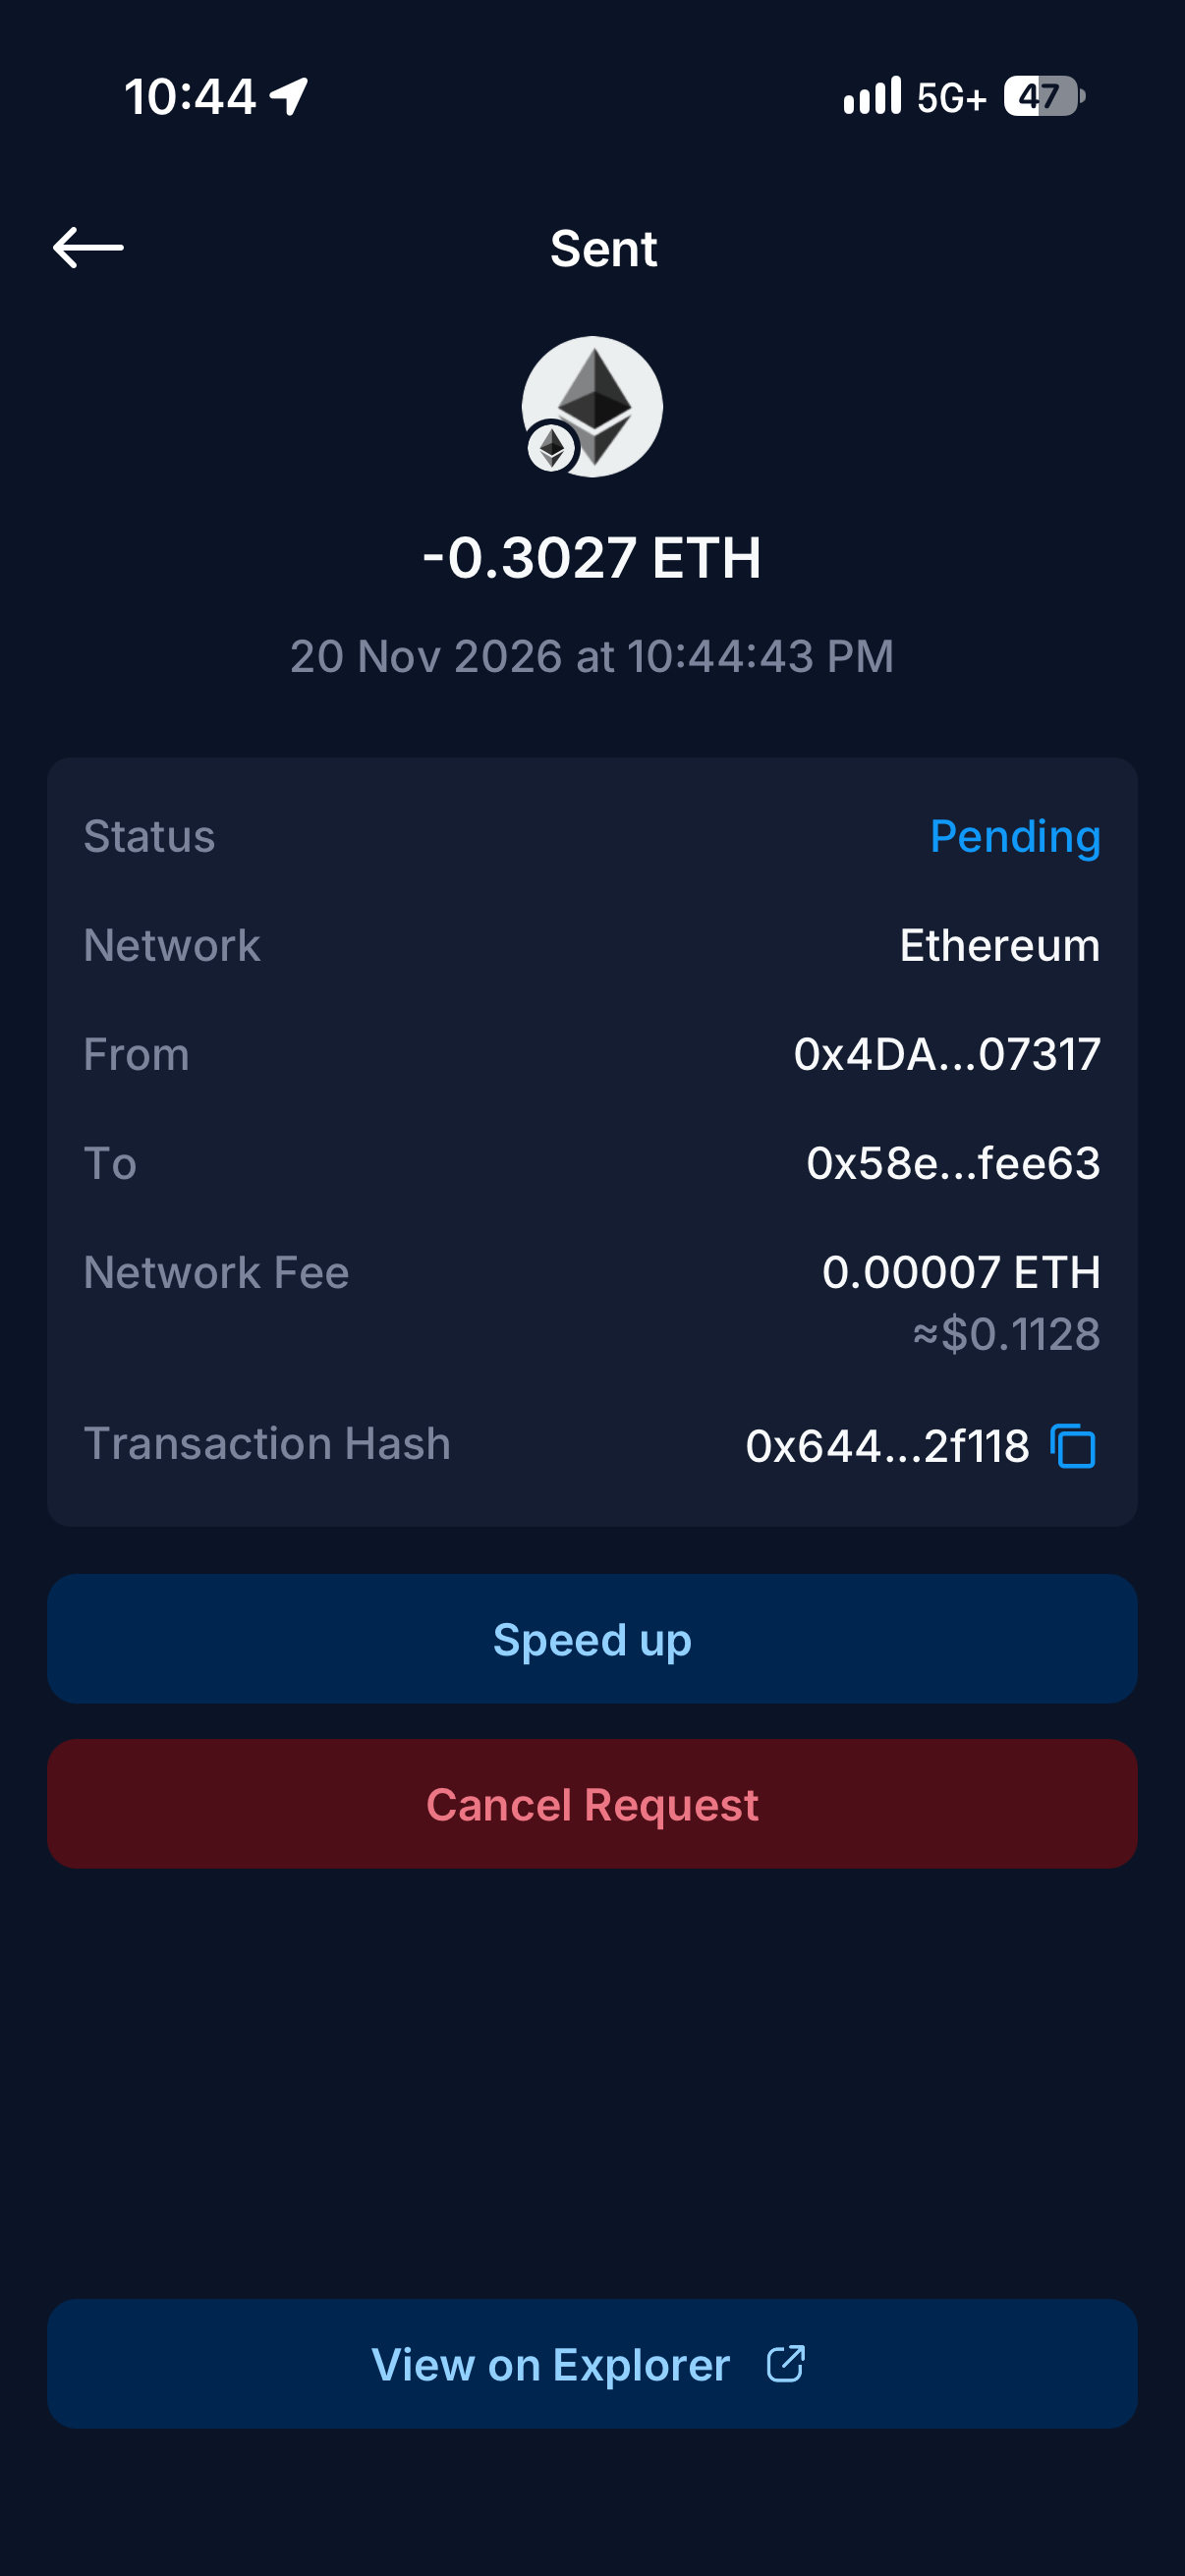 10:44
5G+
47
Sent
-0.3027 ETH
20 Nov 2026 at 10:44:43 PM
Status Pending
Network Ethereum
From 0x4DA...07317
To 0x58e...fee63
Network Fee 0.00007 ETH
≈$0.1128
Transaction Hash 0x644...2f118
Speed up
Cancel Request
View on Explorer